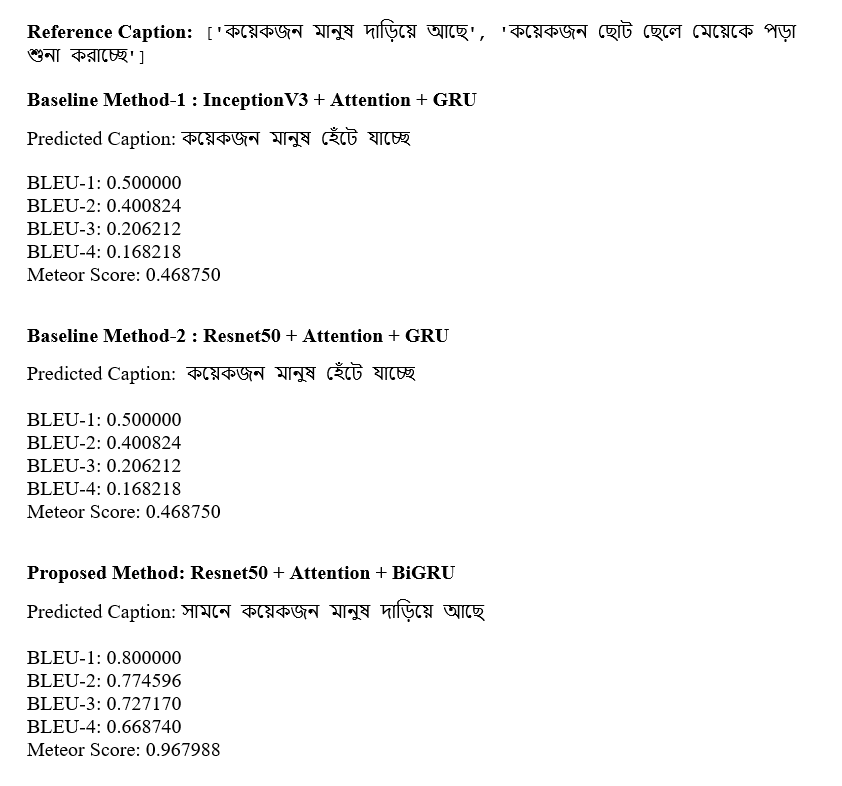 Reference Caption: ['কয়েকজন মানুষ দাড়িয়ে আছে', 'কয়েকজন ছোট ছেলে মেয়েকে পড়া
শুনা করাচ্ছে']
Baseline Method-1 : InceptionV3 + Attention + GRU
Predicted Caption: কয়েকজন মানুষ হেঁটে যাচ্ছে
BLEU-1: 0.500000
BLEU-2: 0.400824
BLEU-3: 0.206212
BLEU-4: 0.168218
Meteor Score: 0.468750
Baseline Method-2 : Resnet50 + Attention + GRU
Predicted Caption: কয়েকজন মানুষ হেঁটে যাচ্ছে
BLEU-1: 0.500000
BLEU-2: 0.400824
BLEU-3: 0.206212
BLEU-4: 0.168218
Meteor Score: 0.468750
Proposed Method: Resnet50 + Attention + BiGRU
Predicted Caption: সামনে কয়েকজন মানুষ দাড়িয়ে আছে
BLEU-1: 0.800000
BLEU-2: 0.774596
BLEU-3: 0.727170
BLEU-4: 0.668740
Meteor Score: 0.967988